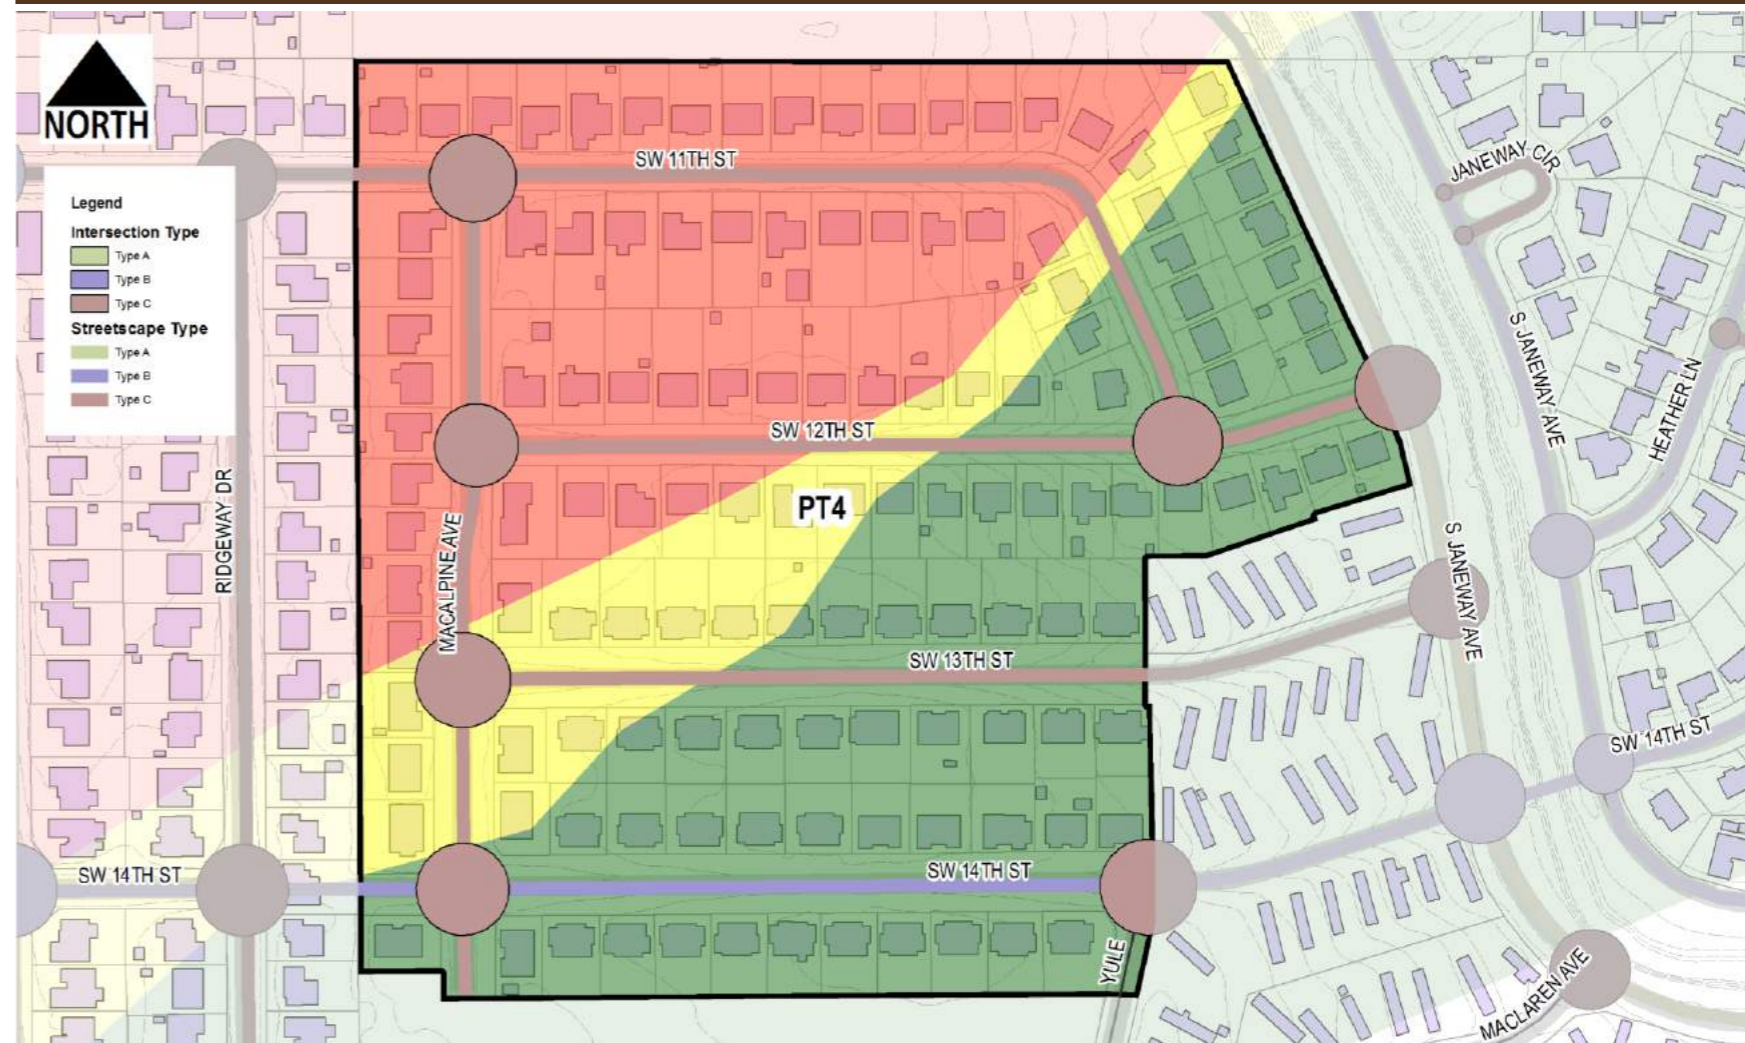 NORTH
Legend
Intersection Type
Type A
Type B
Type C
Streetscape Type
Type A
Type B
Type C
SW 11TH ST
JANEWAY CIR
S JANEWAY AVE
HEATHER LN
SW 12TH ST
RIDGEWAY DR
MACALPINE AVE
PT4
S JANEWAY AVE
SW 13TH ST
SW 14TH ST
SW 14TH ST
SW 14TH ST
YULE
MACLAREN AVE